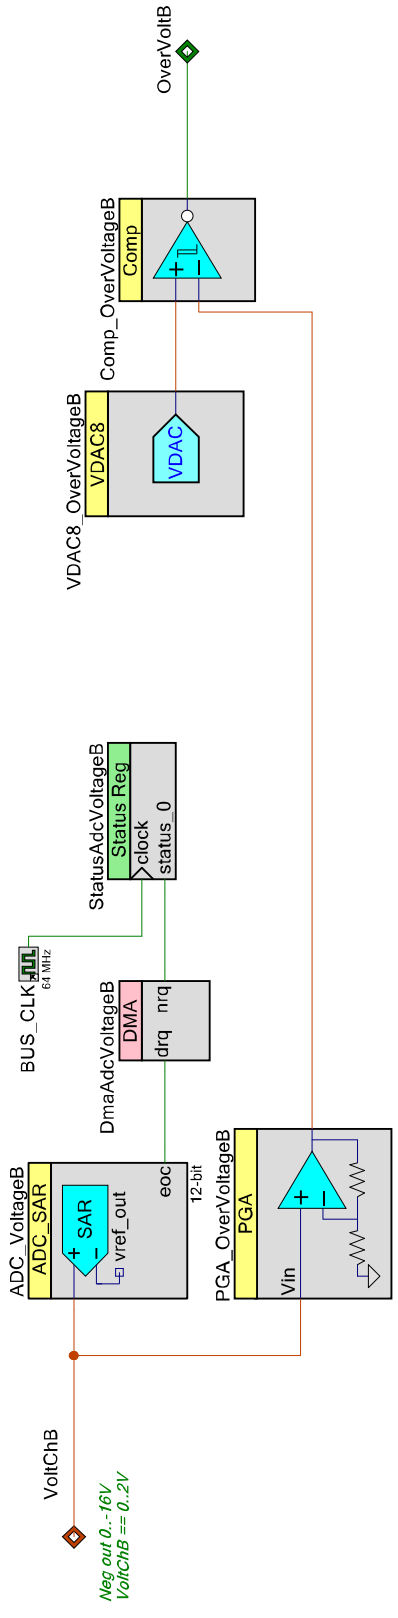 VoltChB
Neg out 0..-16V
VoltChB == 0..2V
ADC_VoltageB
ADC_SAR
SAR
+
−
vref_out
eoc
12-bit
PGA_OverVoltageB
PGA
Vin
+
−
DmaAdcVoltageB
DMA
drq nrq
BUS_CLK
64 MHz
StatusAdcVoltageB
Status Reg
clock
status_0
VDAC8_OverVoltageB
VDAC8
VDAC
Comp_OverVoltageB
Comp
+
−
OverVoltB